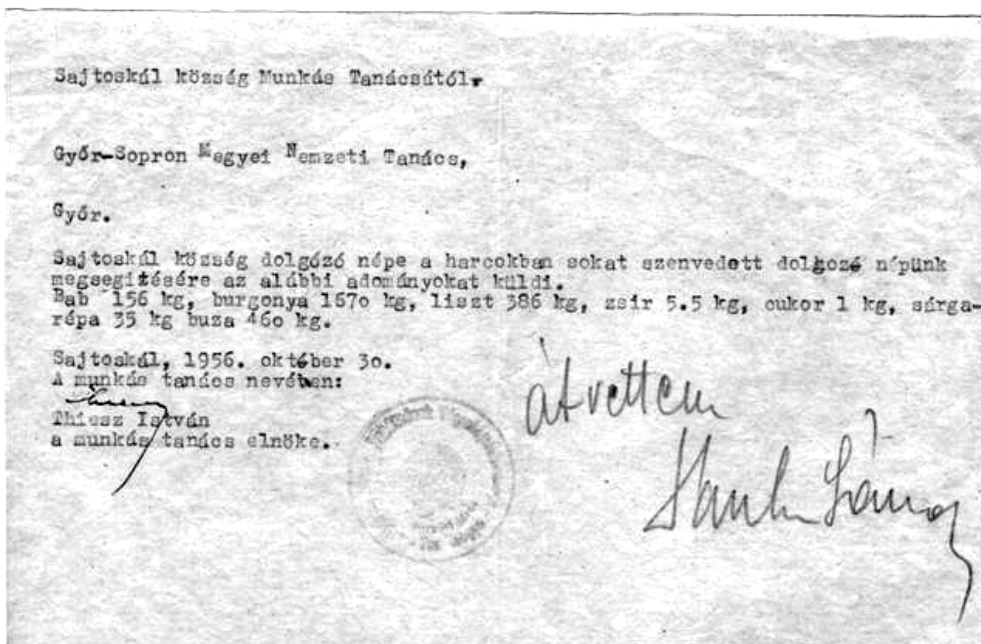 Sajtoskál község Munkás Tanácsától.
Győr-Sopron Megyei Nemzeti Tanács,
Győr.
Sajtoskál község dolgózó népe a harcokban sokat szenvedett dolgozó népünk
megsegitésére az alábbi adományokat küldi.
Bab 156 kg, burgonya 167o kg, liszt 386 kg, zsir 5.5 kg, cukor 1 kg, sárga-
répa 35 kg buza 46o kg.
Sajtoskál, 1956. október 3o.
A munkás tanács nevében:
Thiesz István
a munkás tanács elnöke.
átvettem